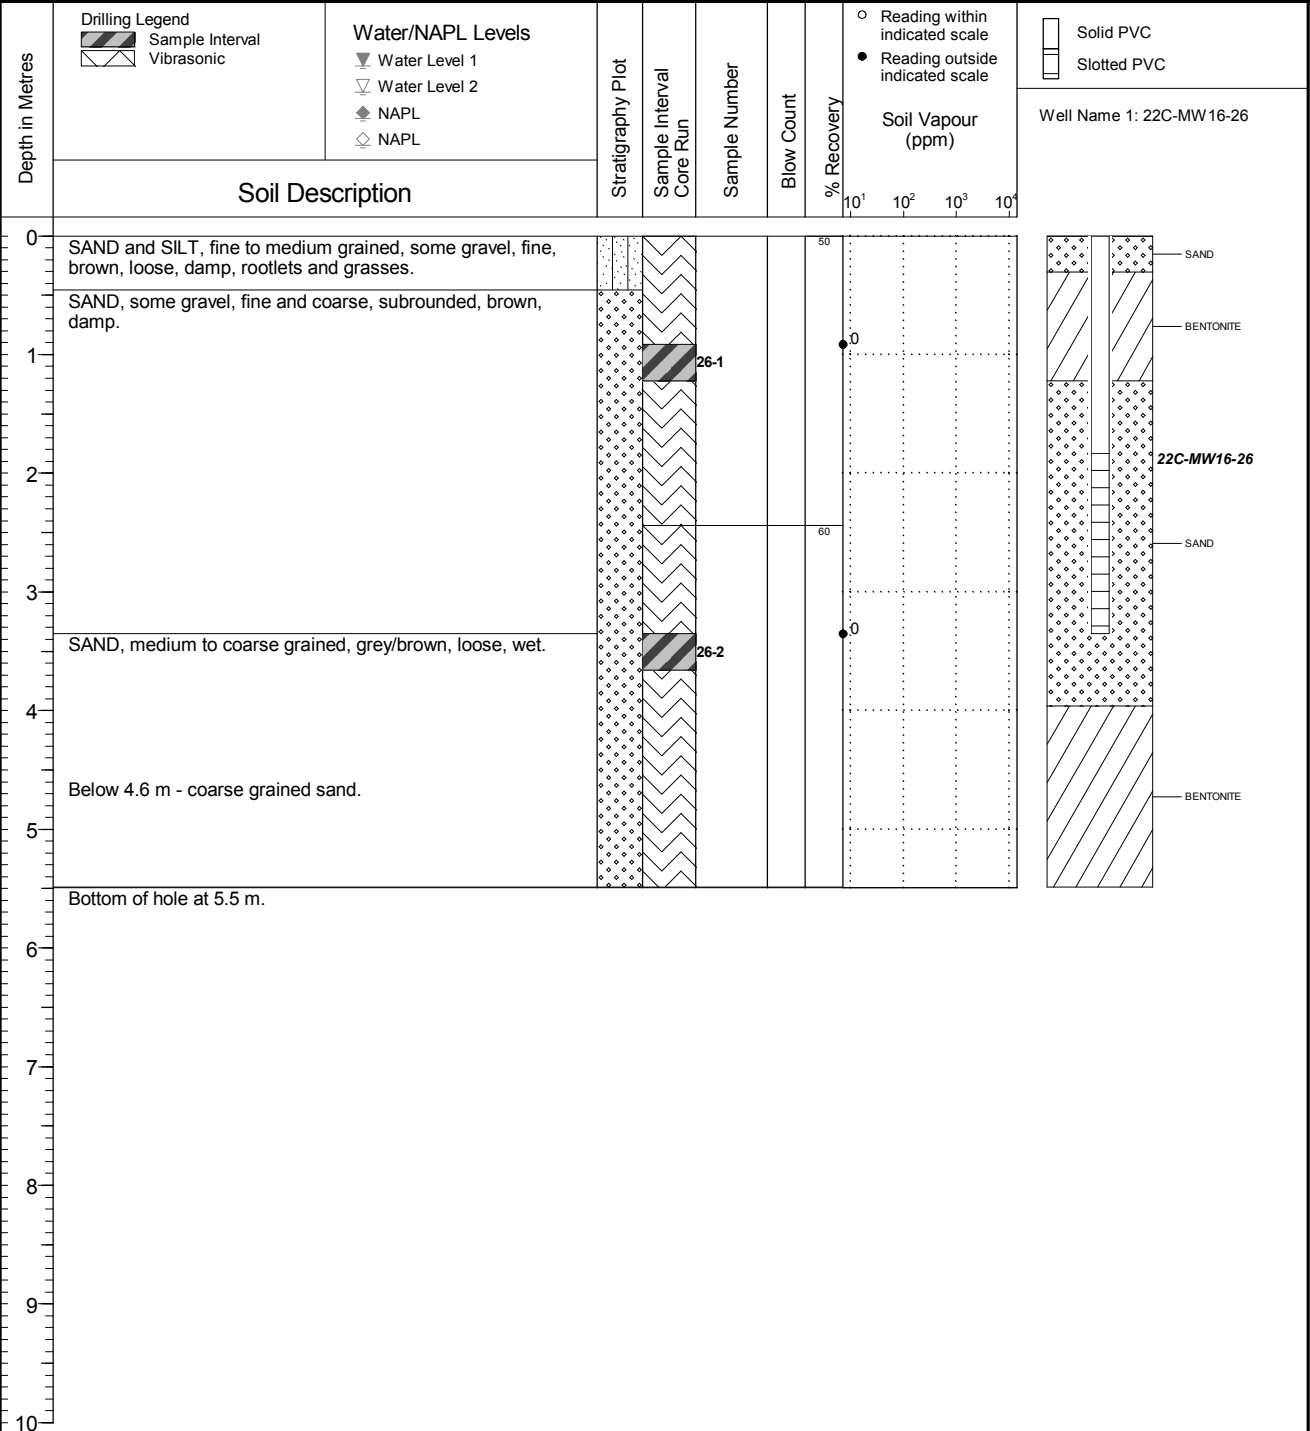 Drilling Legend
Sample Interval
Vibrasonic
Water/NAPL Levels
Water Level 1
Water Level 2
NAPL
NAPL
Depth in Metres
Soil Description
Stratigraphy Plot
Sample Interval
Core Run
Sample Number
Blow Count
% Recovery
Reading within
indicated scale
Reading outside
indicated scale
Soil Vapour
(ppm)
10¹ 10² 10³ 10⁴
Solid PVC
Slotted PVC
Well Name 1: 22C-MW16-26
0
SAND and SILT, fine to medium grained, some gravel, fine,
brown, loose, damp, rootlets and grasses.
50
SAND
SAND, some gravel, fine and coarse, subrounded, brown,
damp.
BENTONITE
0
1
26-1
2
22C-MW16-26
60
SAND
3
0
SAND, medium to coarse grained, grey/brown, loose, wet.
26-2
4
Below 4.6 m - coarse grained sand.
BENTONITE
5
Bottom of hole at 5.5 m.
6
7
8
9
10